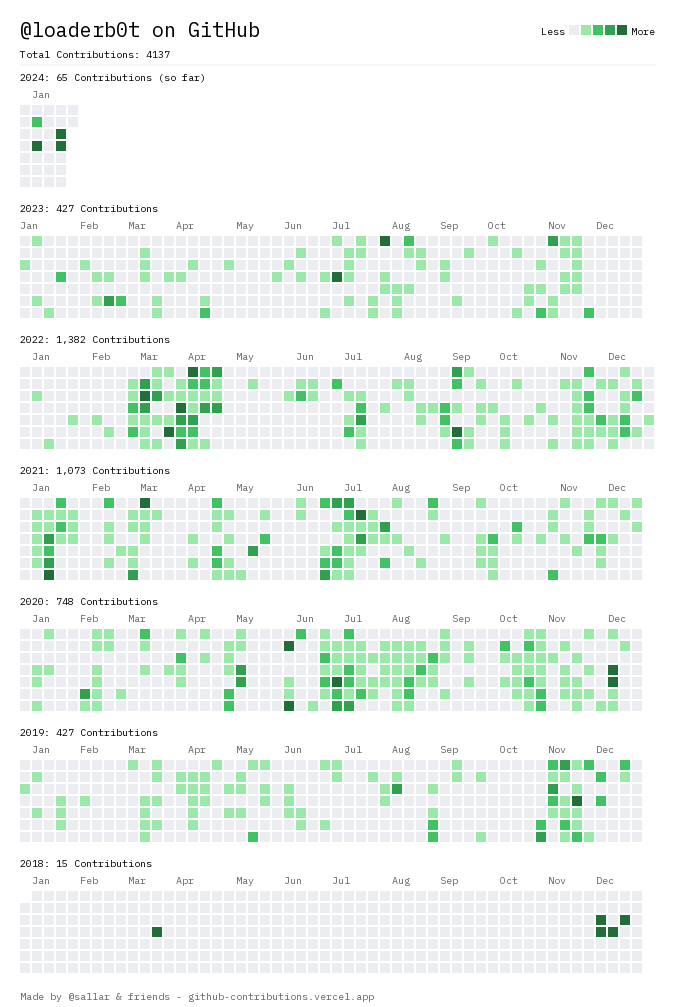 @loaderb0t on GitHub
Less More
Total Contributions: 4137
2024: 65 Contributions (so far)
Jan
2023: 427 Contributions
Jan Feb Mar Apr May Jun Jul Aug Sep Oct Nov Dec
2022: 1,382 Contributions
Jan Feb Mar Apr May Jun Jul Aug Sep Oct Nov Dec
2021: 1,073 Contributions
Jan Feb Mar Apr May Jun Jul Aug Sep Oct Nov Dec
2020: 748 Contributions
Jan Feb Mar Apr May Jun Jul Aug Sep Oct Nov Dec
2019: 427 Contributions
Jan Feb Mar Apr May Jun Jul Aug Sep Oct Nov Dec
2018: 15 Contributions
Jan Feb Mar Apr May Jun Jul Aug Sep Oct Nov Dec
Made by @sallar & friends - github-contributions.vercel.app